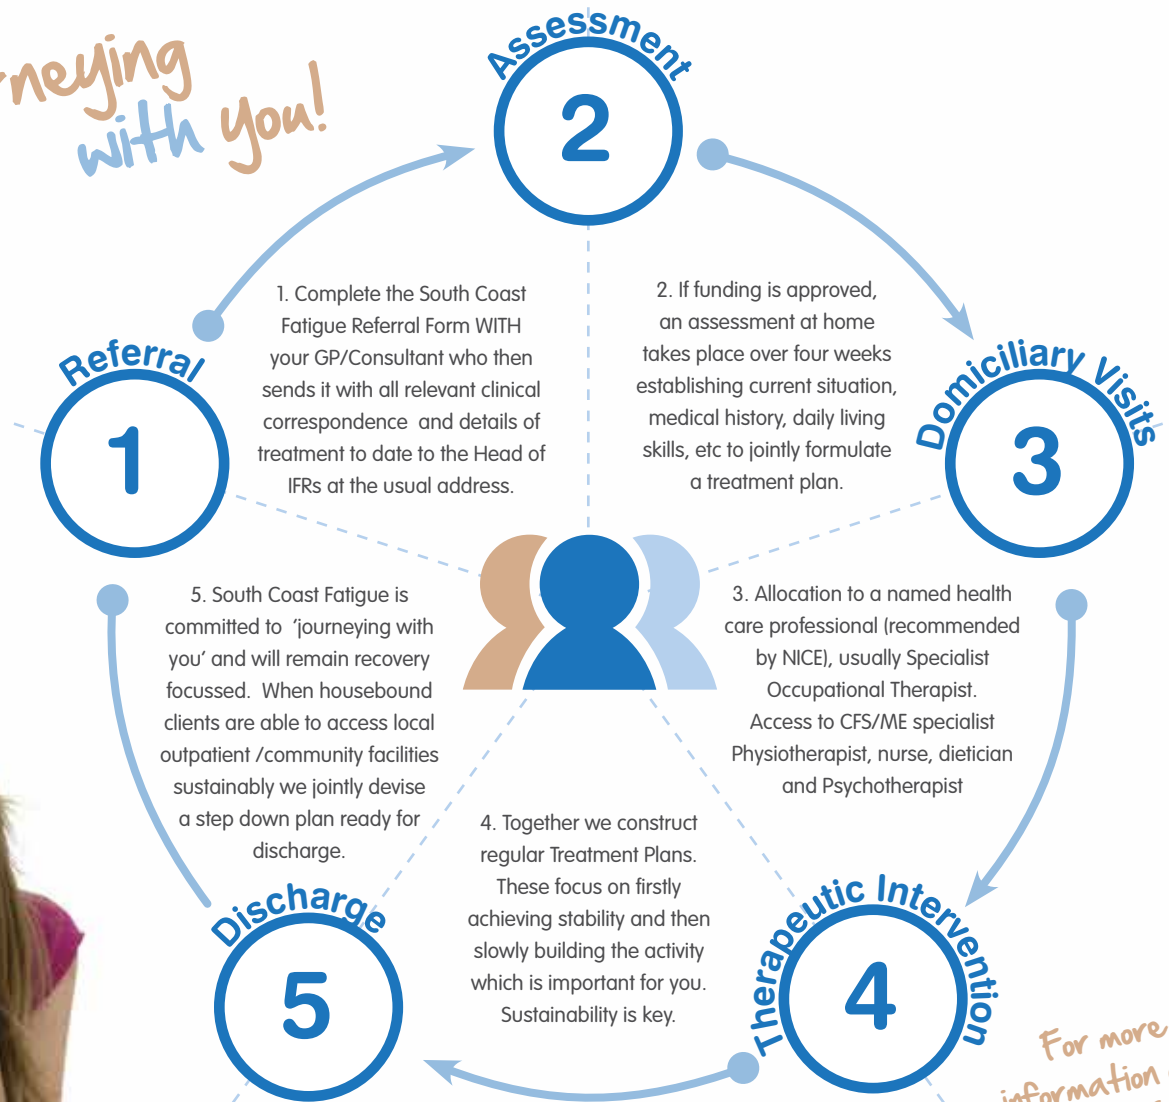 with you!
Assessment
2
1. Complete the South Coast
Fatigue Referral Form WITH
your GP/Consultant who then
sends it with all relevant clinical
correspondence and details of
treatment to date to the Head of
IFRs at the usual address.
2. If funding is approved,
an assessment at home
takes place over four weeks
establishing current situation,
medical history, daily living
skills, etc to jointly formulate
a treatment plan.
Referral
1
Domiciliary Visits
3
5. South Coast Fatigue is
committed to 'journeying with
you' and will remain recovery
focussed. When housebound
clients are able to access local
outpatient /community facilities
sustainably we jointly devise
a step down plan ready for
discharge.
3. Allocation to a named health
care professional (recommended
by NICE), usually Specialist
Occupational Therapist.
Access to CFS/ME specialist
Physiotherapist, nurse, dietician
and Psychotherapist
4. Together we construct
regular Treatment Plans.
These focus on firstly
achieving stability and then
slowly building the activity
which is important for you.
Sustainability is key.
Discharge
5
Therapeutic Intervention
4
For more
information